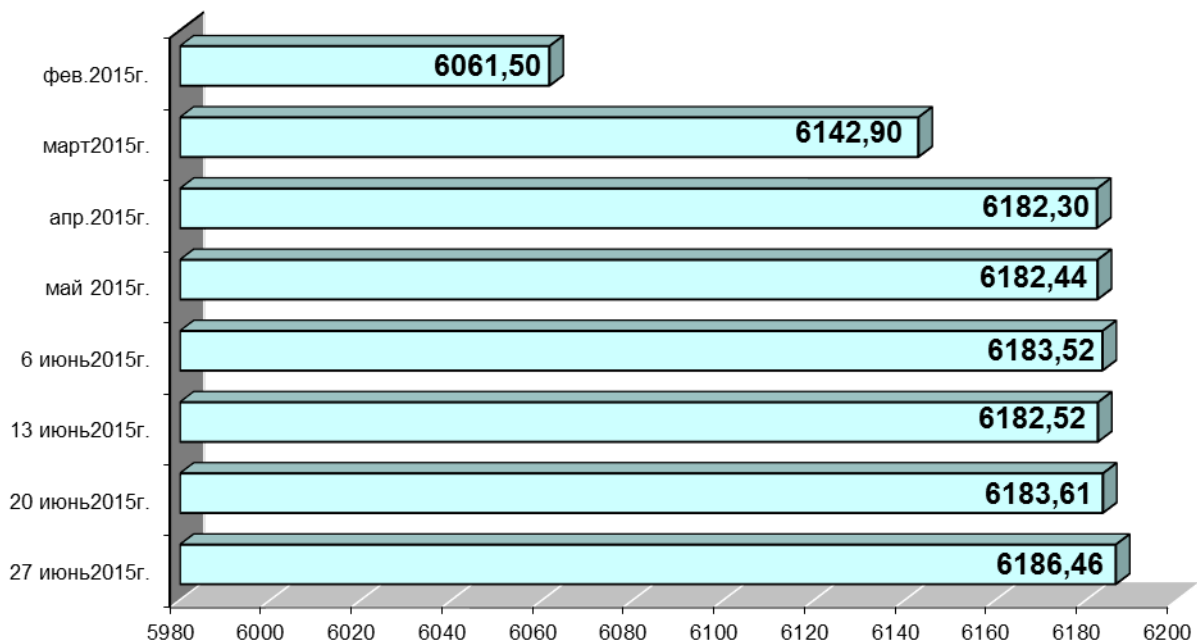 фев.2015г. 6061,50
март2015г. 6142,90
апр.2015г. 6182,30
май 2015г. 6182,44
6 июнь2015г. 6183,52
13 июнь2015г. 6182,52
20 июнь2015г. 6183,61
27 июнь2015г. 6186,46
5980 6000 6020 6040 6060 6080 6100 6120 6140 6160 6180 6200